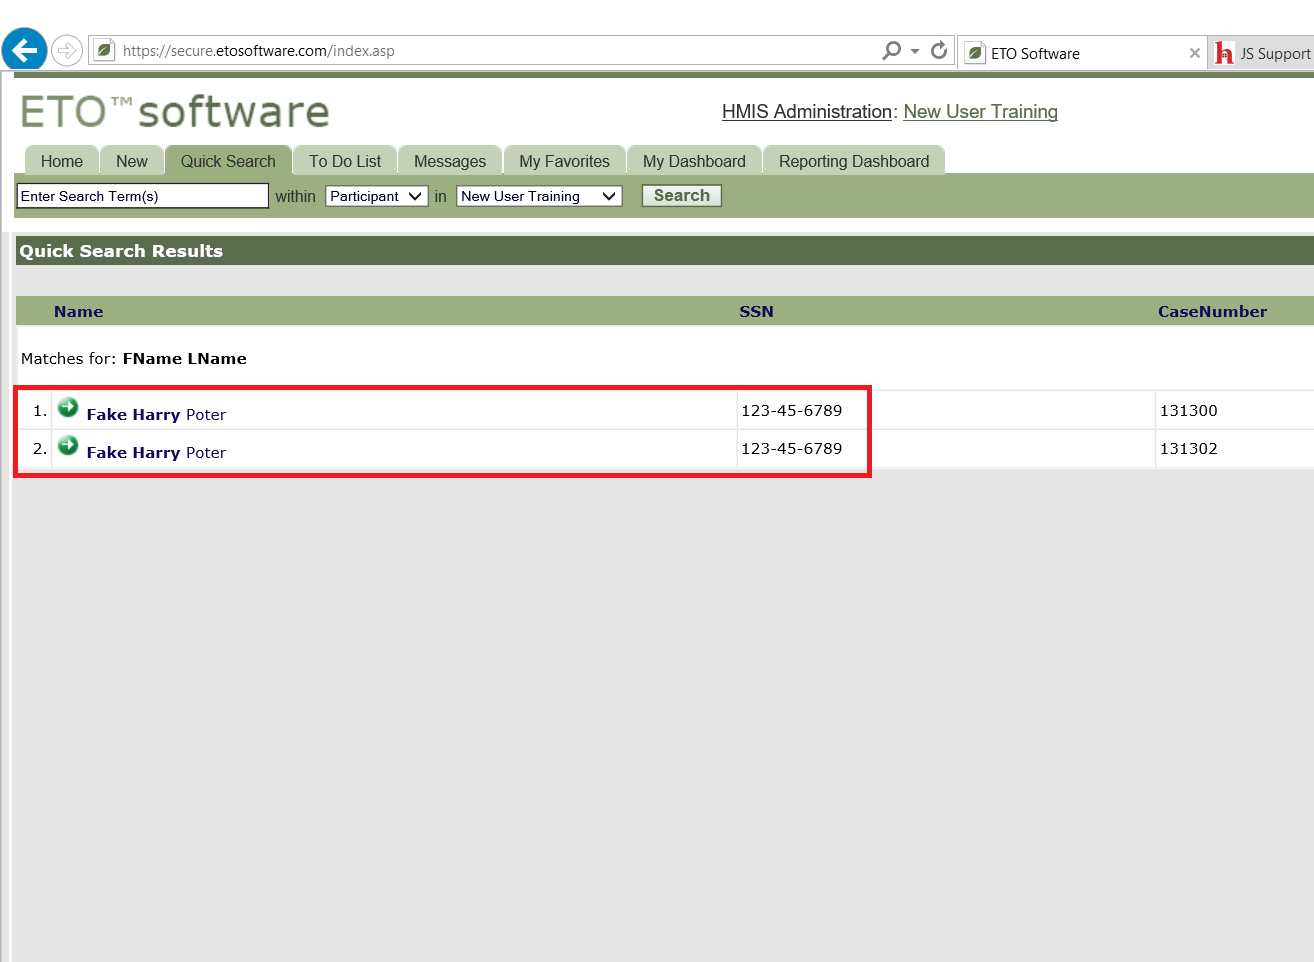 https://secure.etosoftware.com/index.asp
ETO Software
JS Support
ETO™software
HMIS Administration: New User Training
Home New Quick Search To Do List Messages My Favorites My Dashboard Reporting Dashboard
Enter Search Term(s) within Participant in New User Training Search
Quick Search Results
Name SSN CaseNumber
Matches for: FName LName
1. Fake Harry Poter 123-45-6789 131300
2. Fake Harry Poter 123-45-6789 131302